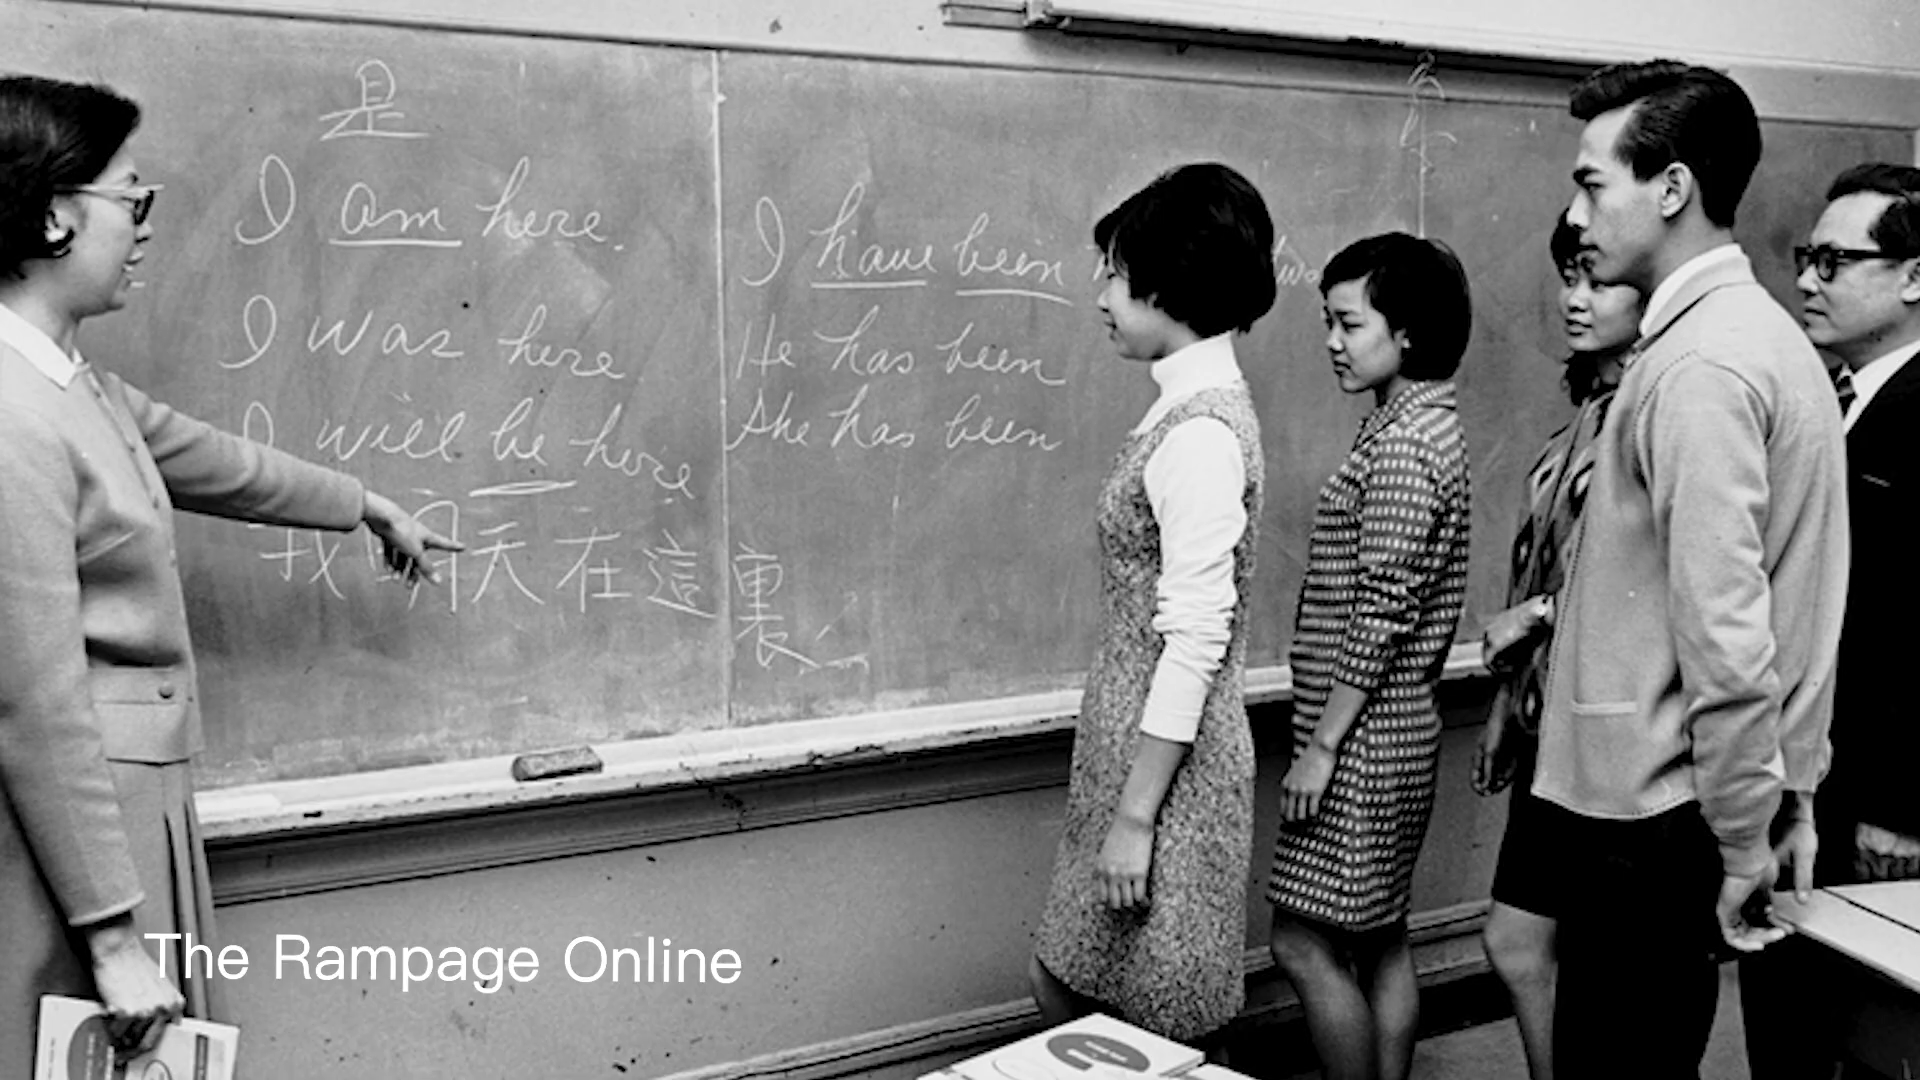 是
I am here.
I was here
I will be here
我明天在這裏
I have been
He has been
She has been
The Rampage Online